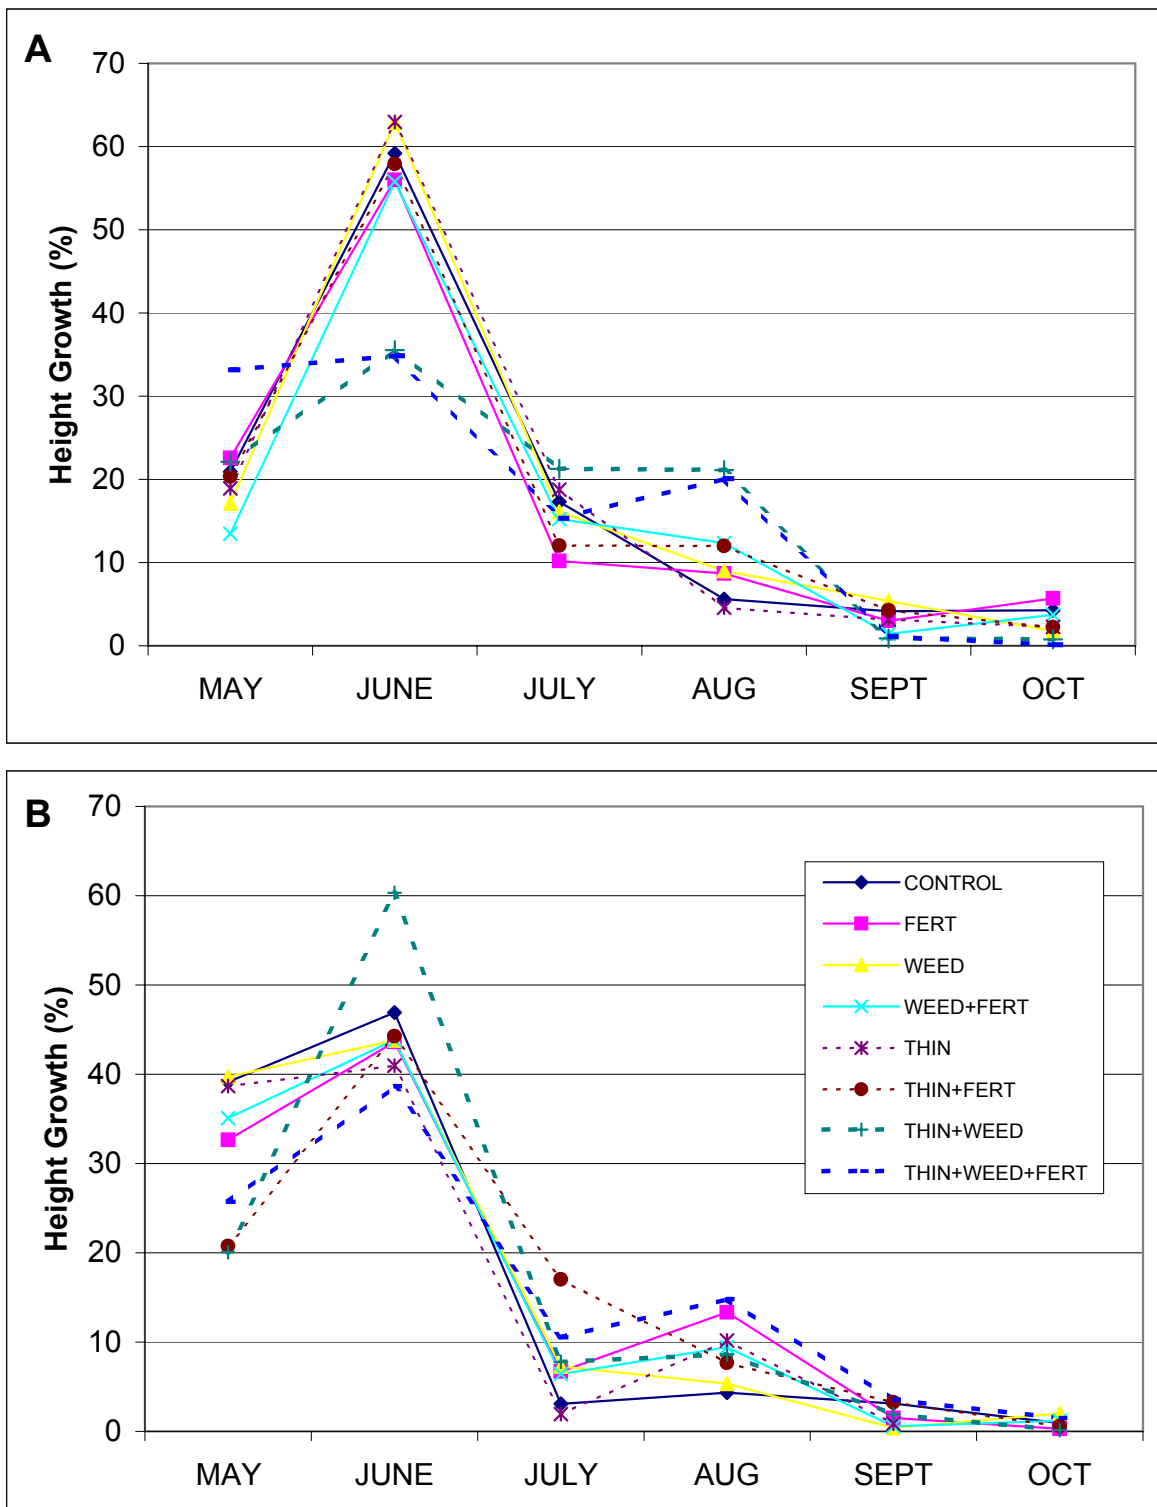 A
70
60
50
40
30
20
10
0
Height Growth (%)
MAY JUNE JULY AUG SEPT OCT
B
70
60
50
40
30
20
10
0
Height Growth (%)
CONTROL
FERT
WEED
WEED+FERT
THIN
THIN+FERT
THIN+WEED
THIN+WEED+FERT
MAY JUNE JULY AUG SEPT OCT